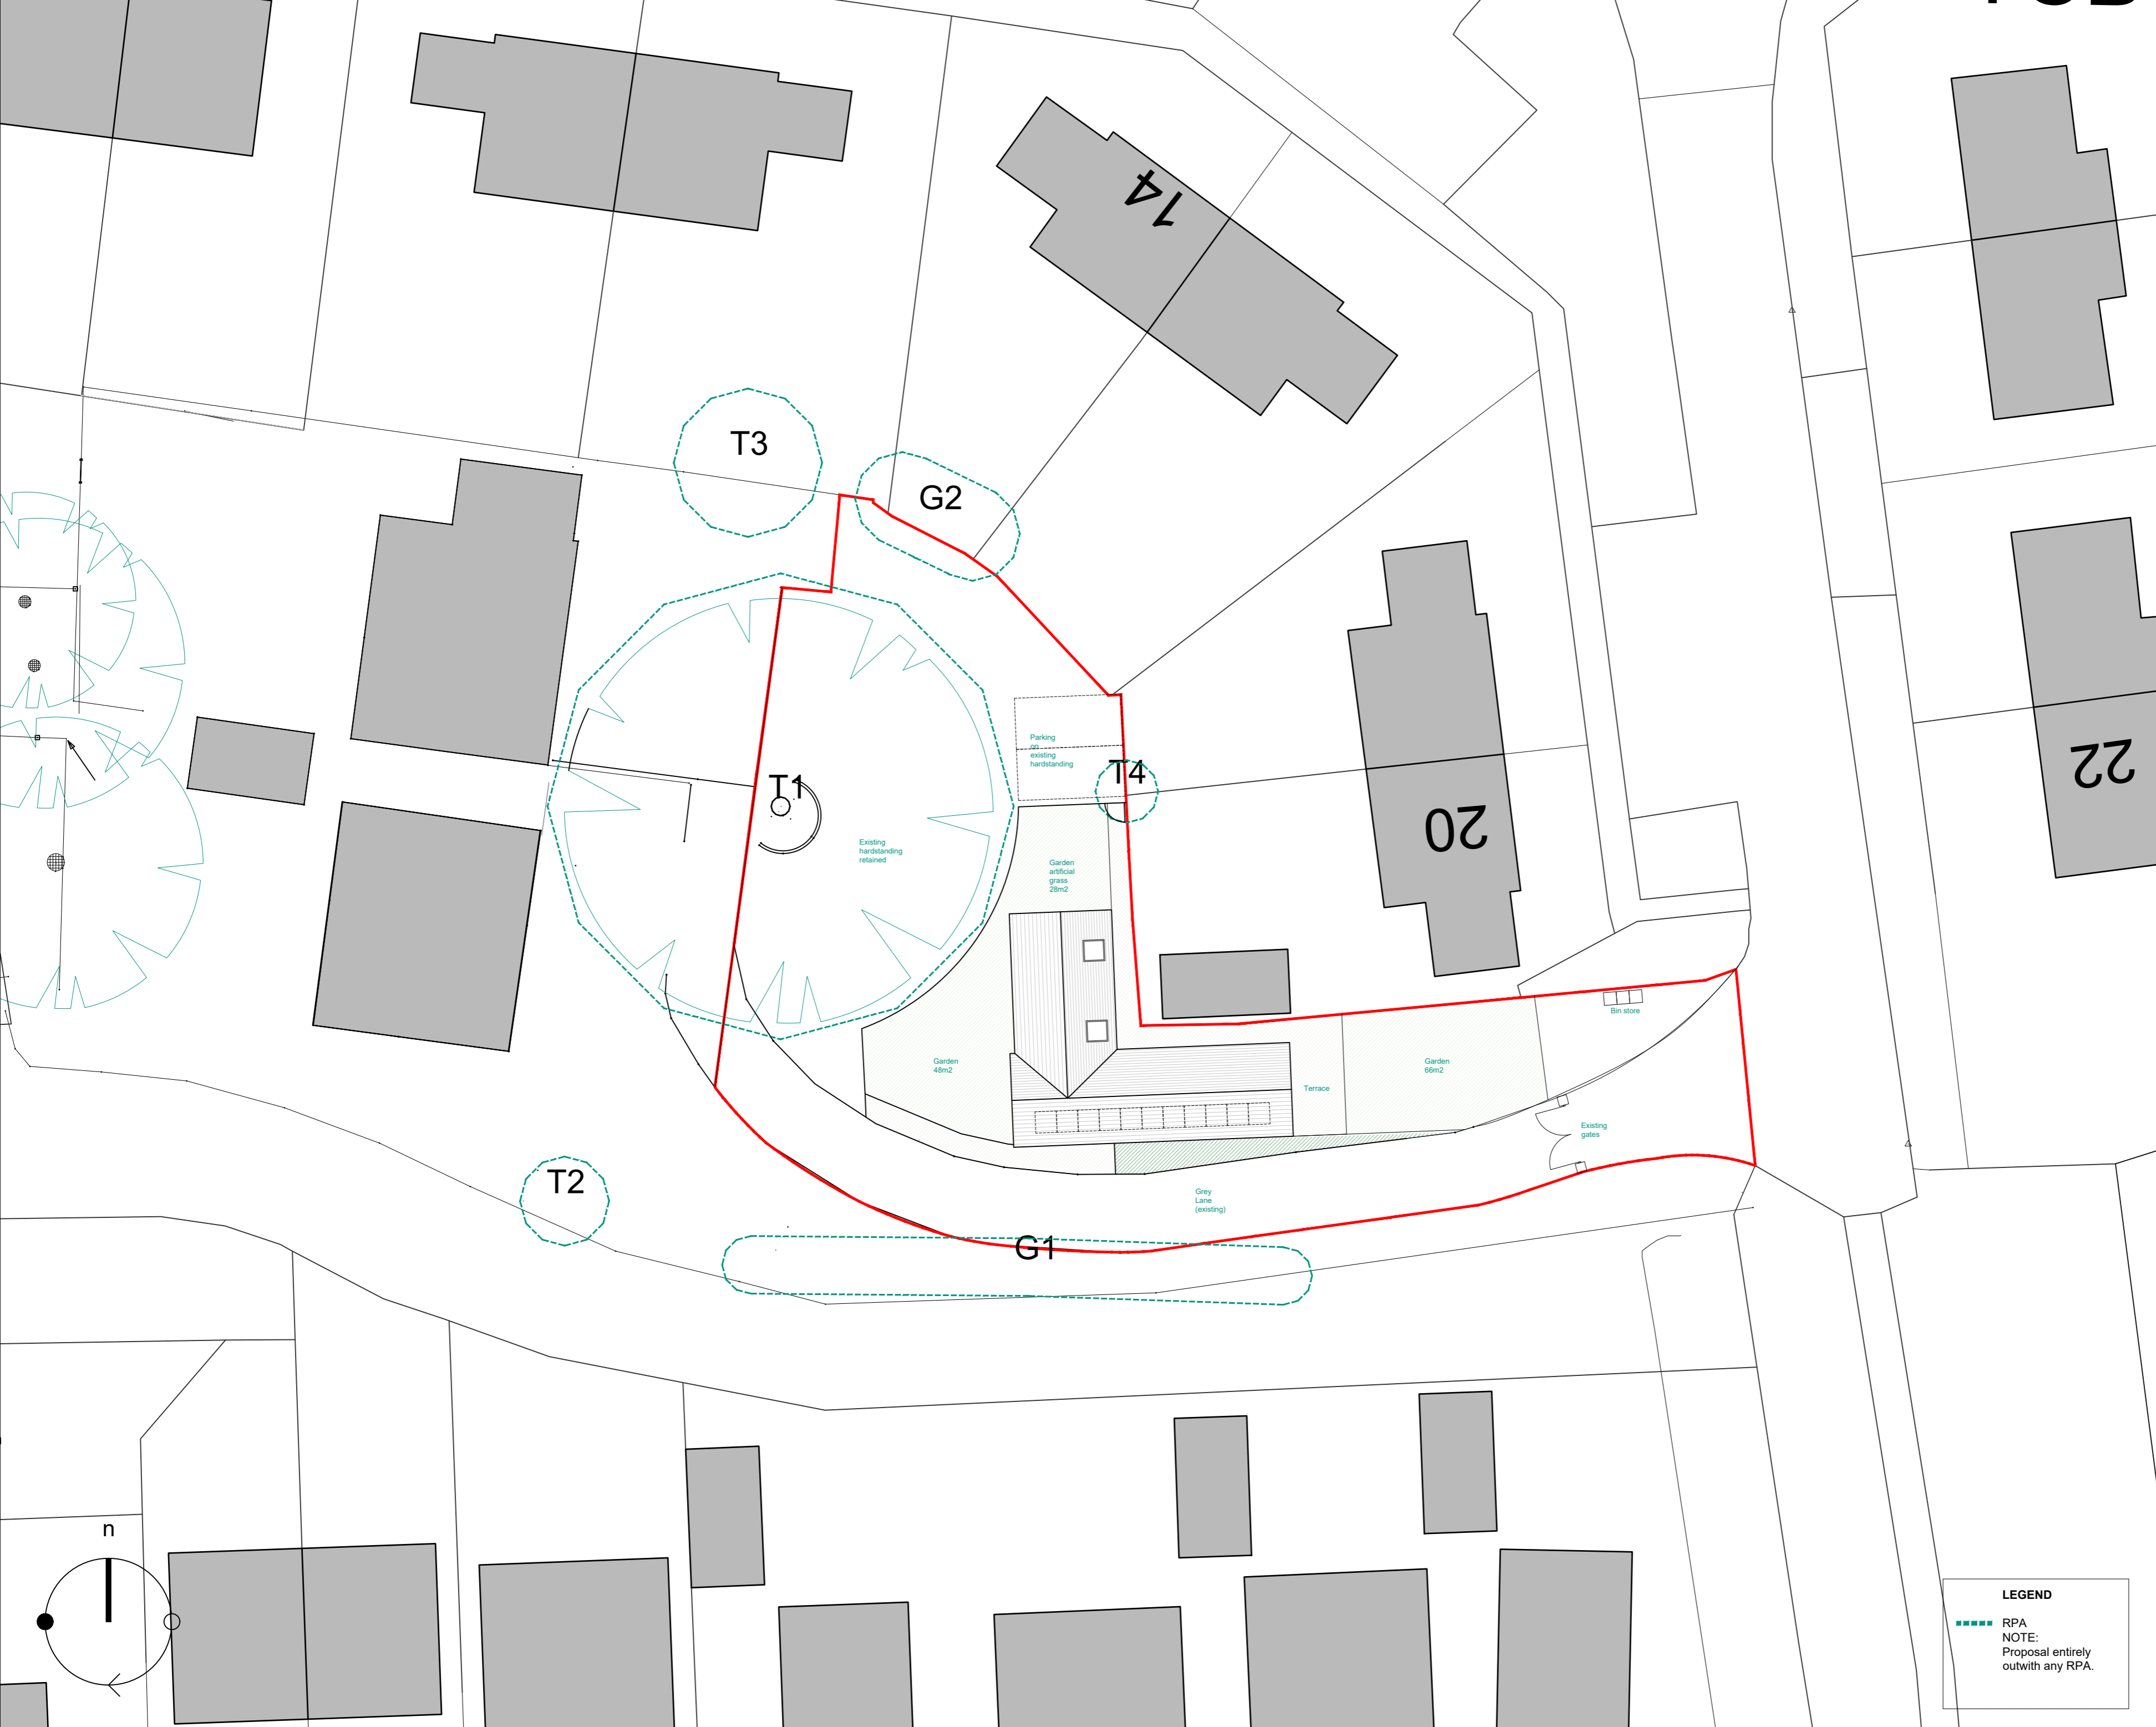 14
T3
G2
Parking
on
existing
hardstanding
T4
T1
20
22
Existing
hardstanding
retained
Garden
artificial
grass
28m2
Bin store
Garden
48m2
Garden
66m2
Terrace
Existing
gates
T2
Grey
Lane
(existing)
G1
n
LEGEND
RPA
NOTE:
Proposal entirely
outwith any RPA.